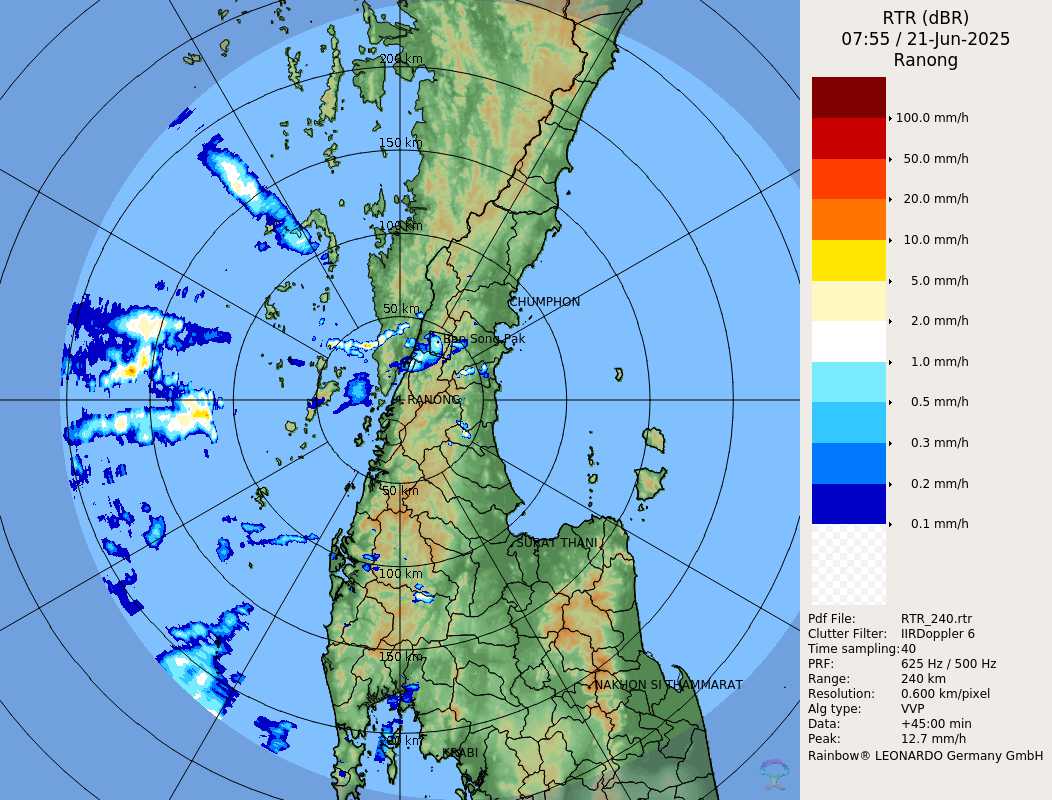 RTR (dBR)
07:55 / 21-Jun-2025
Ranong
100.0 mm/h
50.0 mm/h
20.0 mm/h
10.0 mm/h
5.0 mm/h
2.0 mm/h
1.0 mm/h
0.5 mm/h
0.3 mm/h
0.2 mm/h
0.1 mm/h
Pdf File: RTR_240.rtr
Clutter Filter: IIRDoppler 6
Time sampling:40
PRF: 625 Hz / 500 Hz
Range: 240 km
Resolution: 0.600 km/pixel
Alg type: VVP
Data: +45:00 min
Peak: 12.7 mm/h
Rainbow® LEONARDO Germany GmbH
200 km
150 km
100 km
CHUMPHON
50 km
Ban Song Pak
RANONG
50 km
SURAT THANI
100 km
150 km
NAKHON SI THAMMARAT
200 km
KRABI